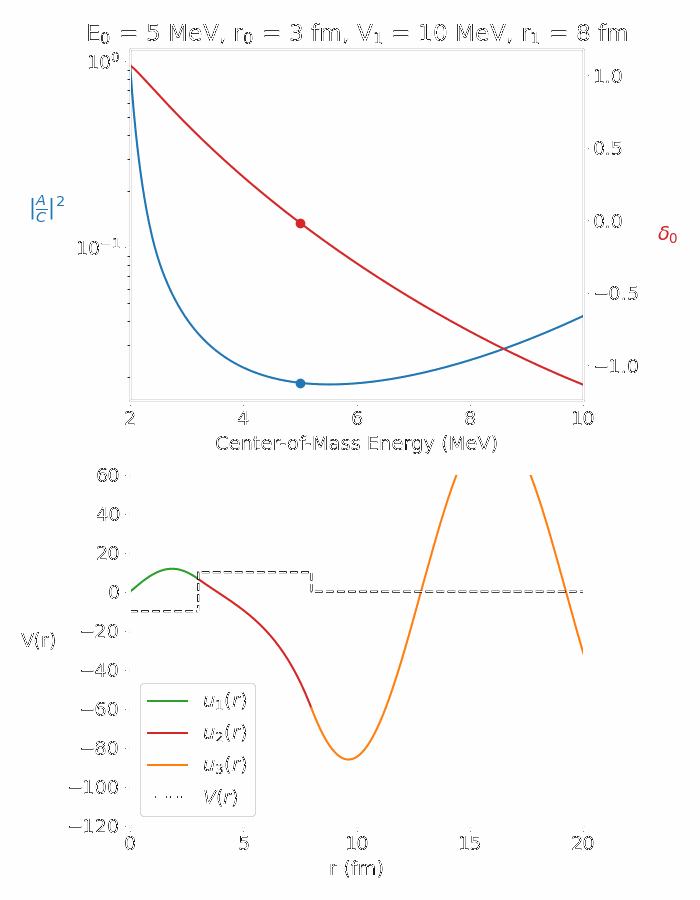 E₀ = 5 MeV, r₀ = 3 fm, V₁ = 10 MeV, r₁ = 8 fm
10⁰
10⁻¹
|A/C|²
1.0
0.5
0.0
−0.5
−1.0
δ₀
2 4 6 8 10
Center-of-Mass Energy (MeV)
60
40
20
0
−20
−40
−60
−80
−100
−120
V(r)
u₁(r)
u₂(r)
u₃(r)
V(r)
0 5 10 15 20
r (fm)